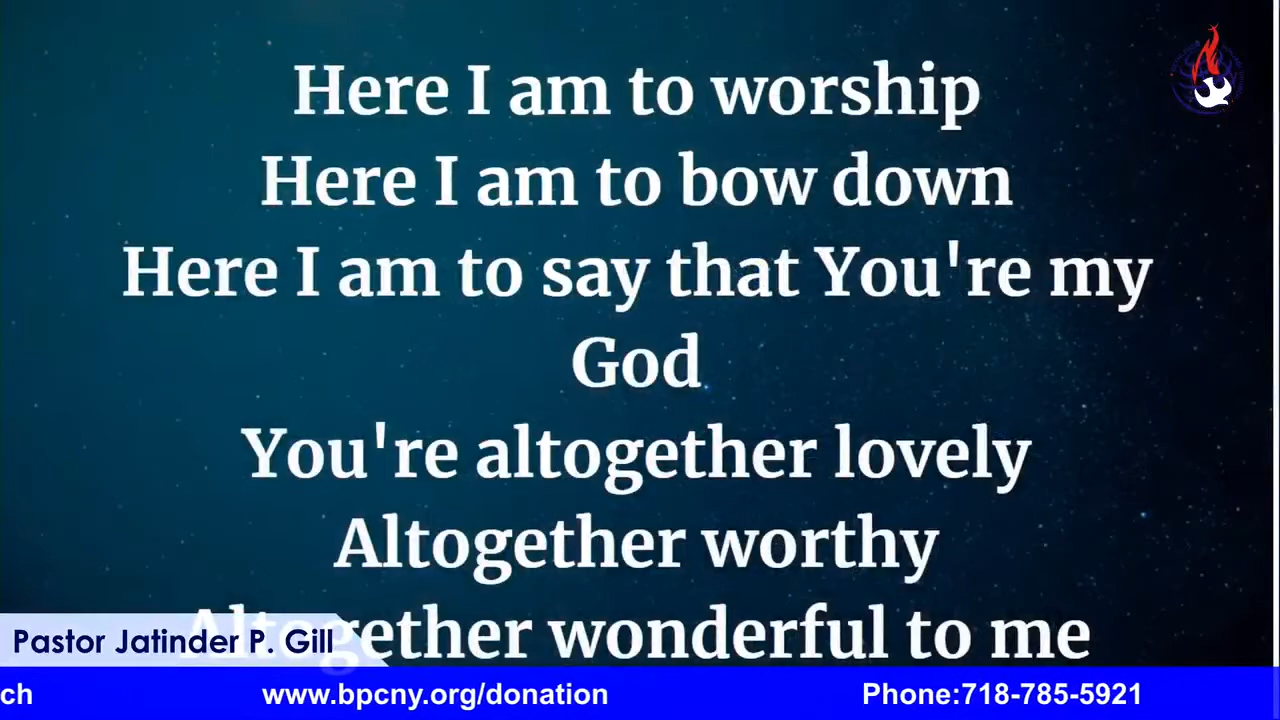 Here I am to worship
Here I am to bow down
Here I am to say that You're my
God
You're altogether lovely
Altogether worthy
Altogether wonderful to me
Pastor Jatinder P. Gill
ch www.bpcny.org/donation Phone:718-785-5921